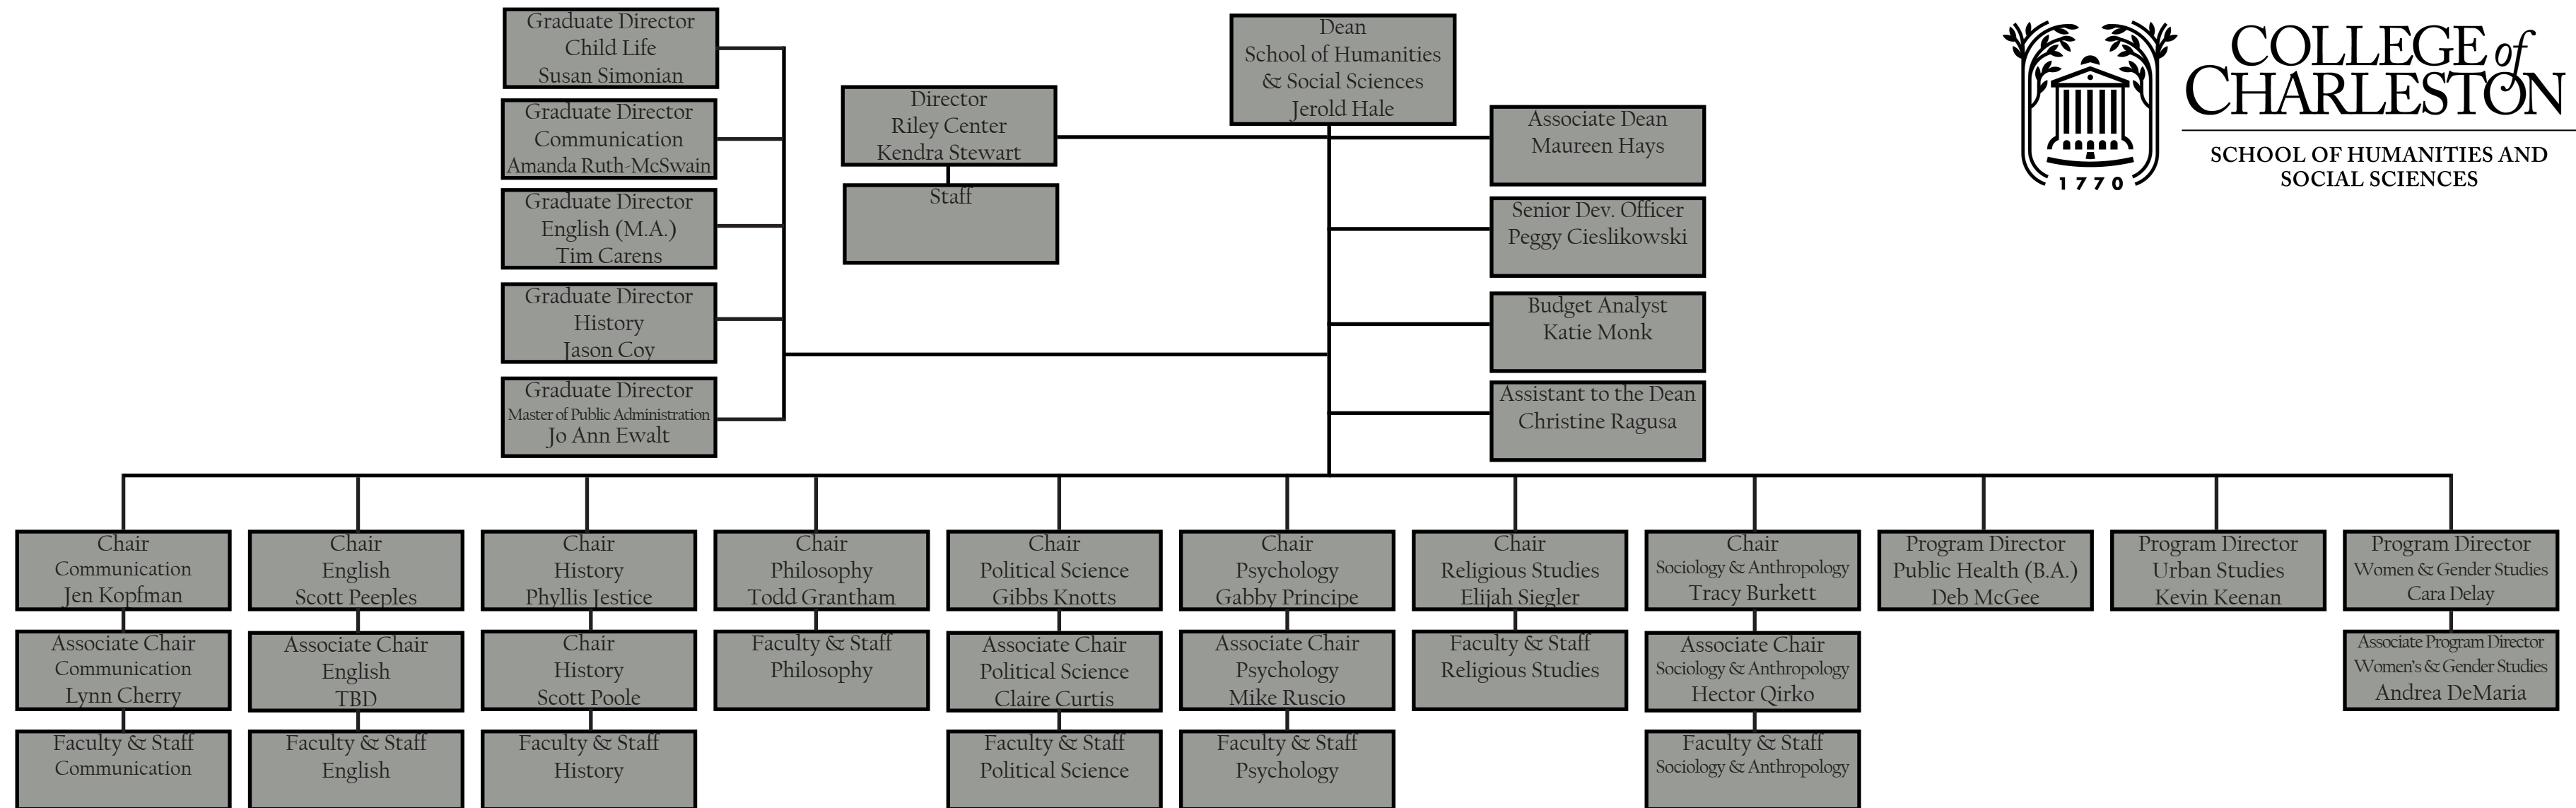 Graduate Director
Child Life
Susan Simonian
Graduate Director
Communication
Amanda Ruth-McSwain
Graduate Director
English (M.A.)
Tim Carens
Graduate Director
History
Jason Coy
Graduate Director
Master of Public Administration
Jo Ann Ewalt
Director
Riley Center
Kendra Stewart
Staff
Dean
School of Humanities
& Social Sciences
Jerold Hale
Associate Dean
Maureen Hays
Senior Dev. Officer
Peggy Cieslikowski
Budget Analyst
Katie Monk
Assistant to the Dean
Christine Ragusa
COLLEGE of
CHARLESTON
SCHOOL OF HUMANITIES AND
SOCIAL SCIENCES
1770
Chair
Communication
Jen Kopfman
Associate Chair
Communication
Lynn Cherry
Faculty & Staff
Communication
Chair
English
Scott Peeples
Associate Chair
English
TBD
Faculty & Staff
English
Chair
History
Phyllis Jestice
Chair
History
Scott Poole
Faculty & Staff
History
Chair
Philosophy
Todd Grantham
Faculty & Staff
Philosophy
Chair
Political Science
Gibbs Knotts
Associate Chair
Political Science
Claire Curtis
Faculty & Staff
Political Science
Chair
Psychology
Gabby Principe
Associate Chair
Psychology
Mike Ruscio
Faculty & Staff
Psychology
Chair
Religious Studies
Elijah Siegler
Faculty & Staff
Religious Studies
Chair
Sociology & Anthropology
Tracy Burkett
Associate Chair
Sociology & Anthropology
Hector Qirko
Faculty & Staff
Sociology & Anthropology
Program Director
Public Health (B.A.)
Deb McGee
Program Director
Urban Studies
Kevin Keenan
Program Director
Women & Gender Studies
Cara Delay
Associate Program Director
Women's & Gender Studies
Andrea DeMaria